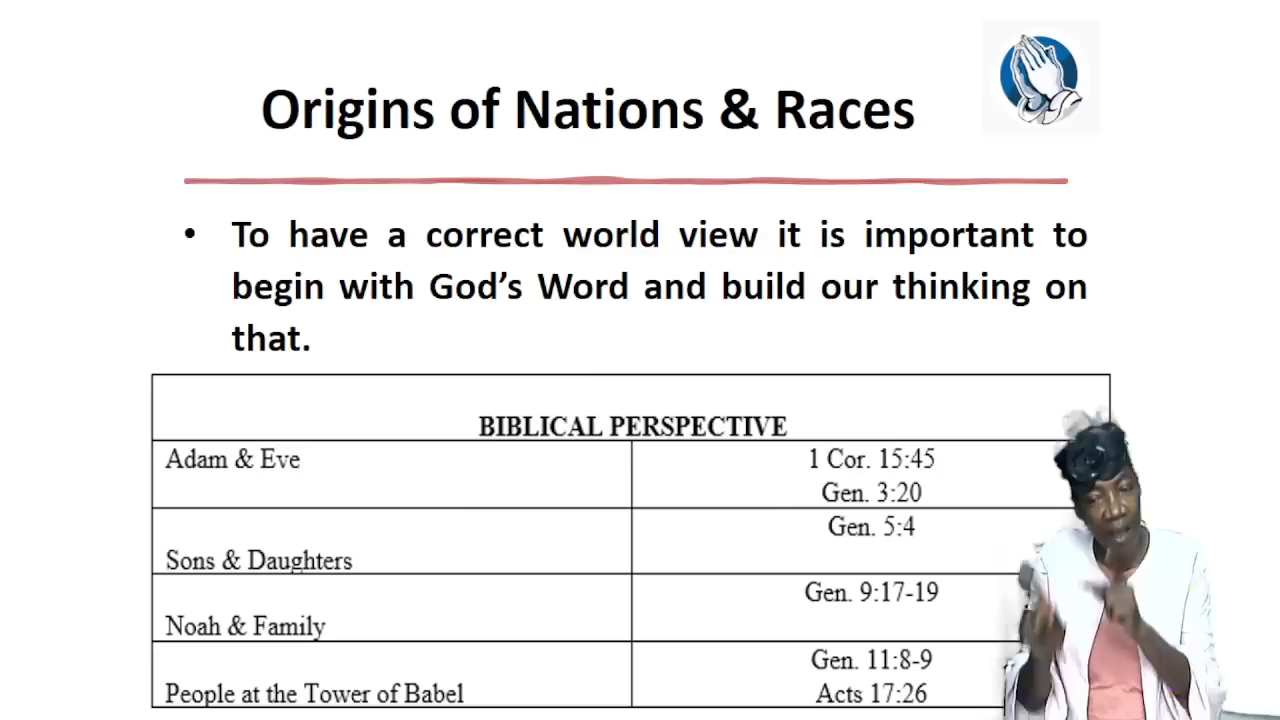 Origins of Nations & Races
• To have a correct world view it is important to
begin with God’s Word and build our thinking on
that.
BIBLICAL PERSPECTIVE
Adam & Eve
1 Cor. 15:45
Gen. 3:20
Sons & Daughters
Gen. 5:4
Noah & Family
Gen. 9:17-19
People at the Tower of Babel
Gen. 11:8-9
Acts 17:26